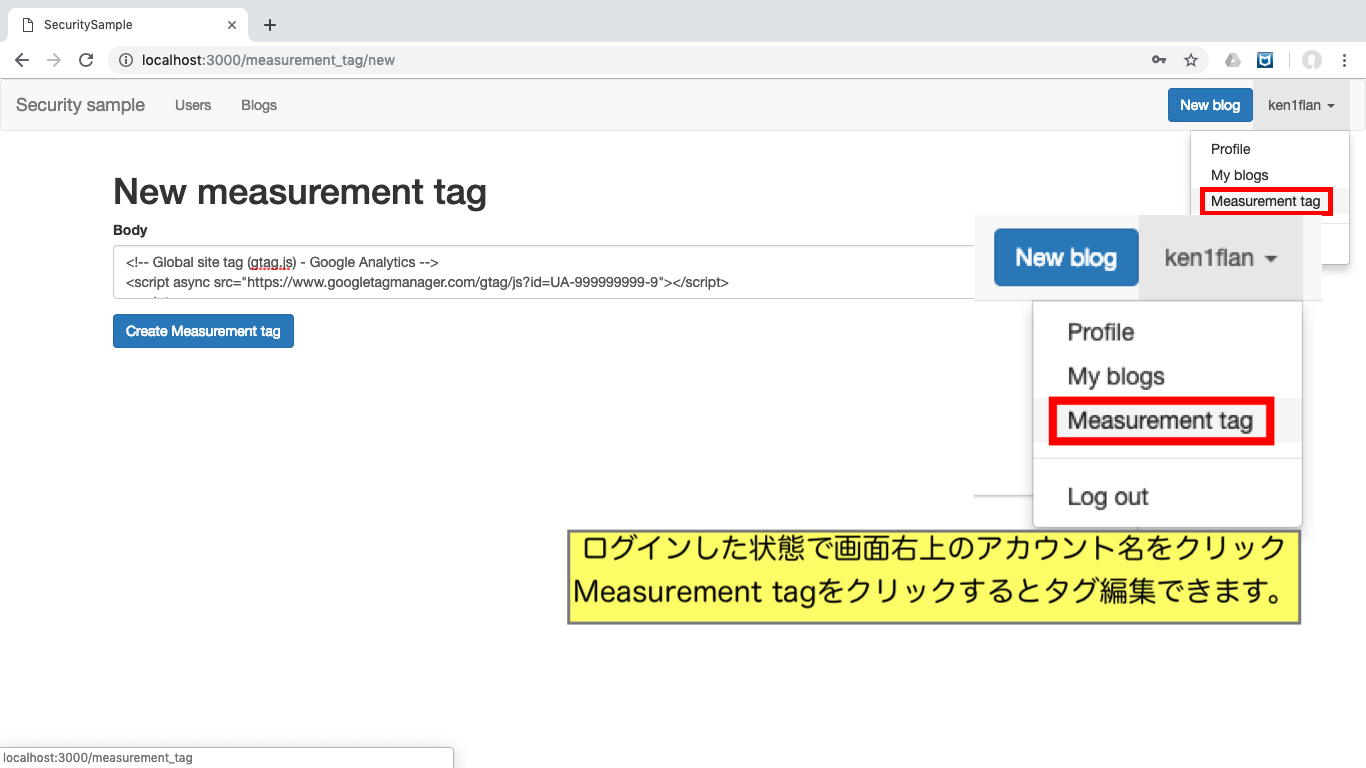 SecuritySample
localhost:3000/measurement_tag/new
Security sample Users Blogs New blog ken1flan
Profile
My blogs
Measurement tag
New measurement tag
Body
<!-- Global site tag (gtag.js) - Google Analytics -->
<script async src="https://www.googletagmanager.com/gtag/js?id=UA-999999999-9"></script>
Create Measurement tag
New blog ken1flan
Profile
My blogs
Measurement tag
Log out
ログインした状態で画面右上のアカウント名をクリック
Measurement tagをクリックするとタグ編集できます。
localhost:3000/measurement_tag